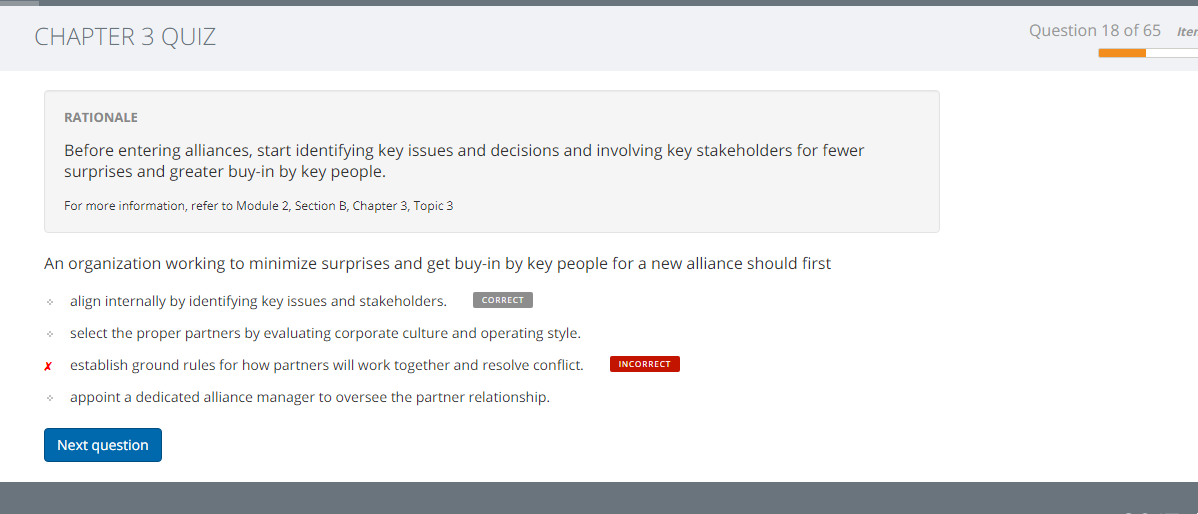 CHAPTER 3 QUIZ
Question 18 of 65
RATIONALE
Before entering alliances, start identifying key issues and decisions and involving key stakeholders for fewer
surprises and greater buy-in by key people.
For more information, refer to Module 2, Section B, Chapter 3, Topic 3
An organization working to minimize surprises and get buy-in by key people for a new alliance should first
align internally by identifying key issues and stakeholders. CORRECT
select the proper partners by evaluating corporate culture and operating style.
✗ establish ground rules for how partners will work together and resolve conflict. INCORRECT
appoint a dedicated alliance manager to oversee the partner relationship.
Next question